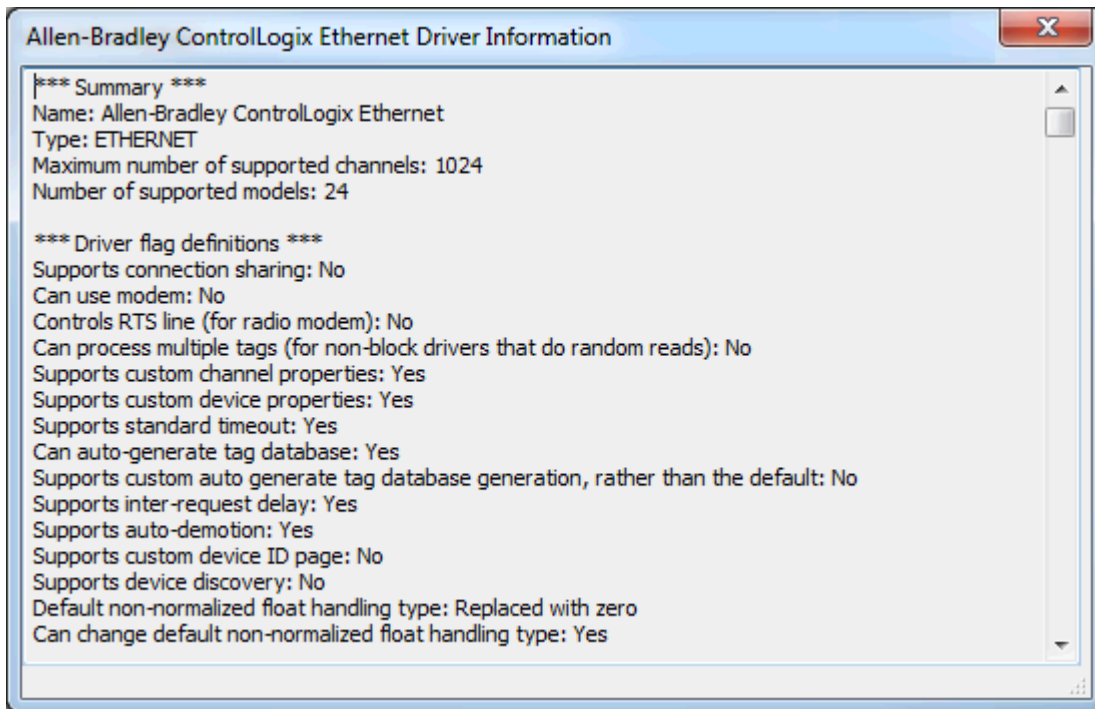 Allen-Bradley ControlLogix Ethernet Driver Information
*** Summary ***
Name: Allen-Bradley ControlLogix Ethernet
Type: ETHERNET
Maximum number of supported channels: 1024
Number of supported models: 24
*** Driver flag definitions ***
Supports connection sharing: No
Can use modem: No
Controls RTS line (for radio modem): No
Can process multiple tags (for non-block drivers that do random reads): No
Supports custom channel properties: Yes
Supports custom device properties: Yes
Supports standard timeout: Yes
Can auto-generate tag database: Yes
Supports custom auto generate tag database generation, rather than the default: No
Supports inter-request delay: Yes
Supports auto-demotion: Yes
Supports custom device ID page: No
Supports device discovery: No
Default non-normalized float handling type: Replaced with zero
Can change default non-normalized float handling type: Yes